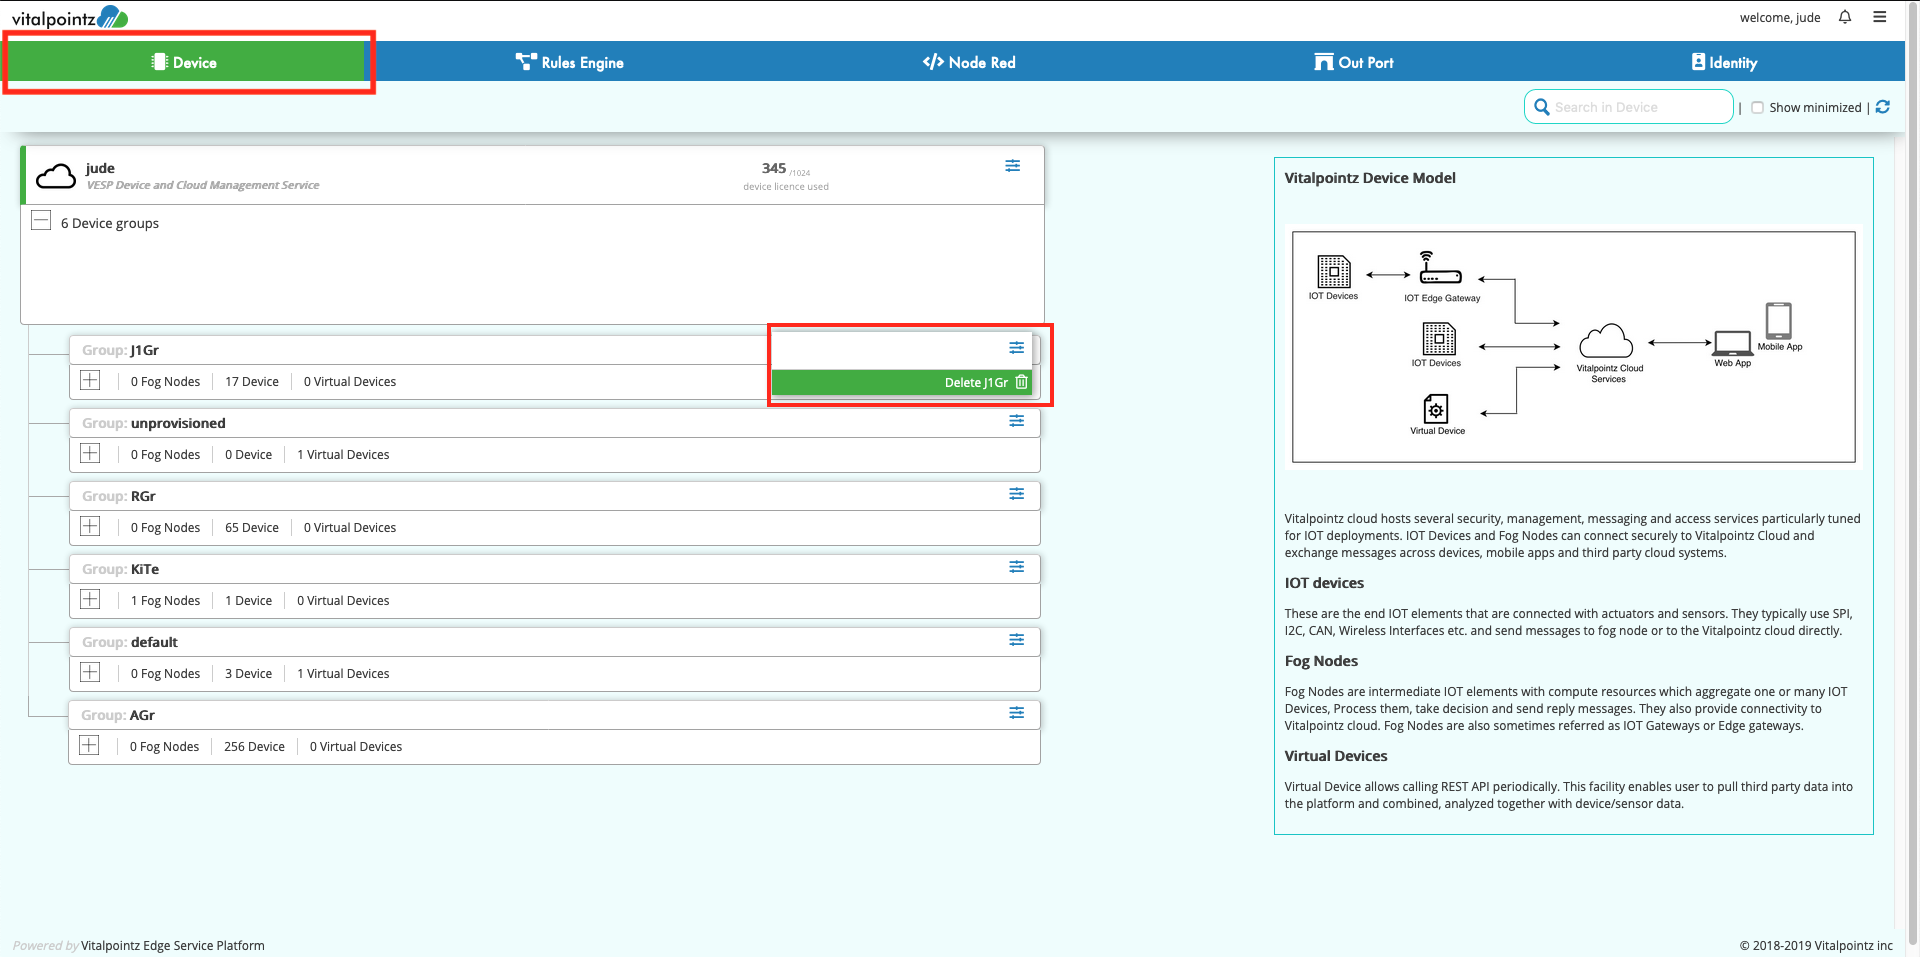 vitalpointz
welcome, jude
Device
Rules Engine
Node Red
Out Port
Identity
Search in Device
| Show minimized |
jude
VESP Device and Cloud Management Service
345 /1024
device licence used
6 Device groups
Group: J1Gr
0 Fog Nodes | 17 Device | 0 Virtual Devices
Delete J1Gr
Group: unprovisioned
0 Fog Nodes | 0 Device | 1 Virtual Devices
Group: RGr
0 Fog Nodes | 65 Device | 0 Virtual Devices
Group: KiTe
1 Fog Nodes | 1 Device | 0 Virtual Devices
Group: default
0 Fog Nodes | 3 Device | 1 Virtual Devices
Group: AGr
0 Fog Nodes | 256 Device | 0 Virtual Devices
Vitalpointz Device Model
IOT Devices
IOT Edge Gateway
IOT Devices
Virtual Device
Vitalpointz Cloud
Services
Web App
Mobile App
Vitalpointz cloud hosts several security, management, messaging and access services particularly tuned
for IOT deployments. IOT Devices and Fog Nodes can connect securely to Vitalpointz Cloud and
exchange messages across devices, mobile apps and third party cloud systems.
IOT devices
These are the end IOT elements that are connected with actuators and sensors. They typically use SPI,
I2C, CAN, Wireless Interfaces etc. and send messages to fog node or to the Vitalpointz cloud directly.
Fog Nodes
Fog Nodes are intermediate IOT elements with compute resources which aggregate one or many IOT
Devices, Process them, take decision and send reply messages. They also provide connectivity to
Vitalpointz cloud. Fog Nodes are also sometimes referred as IOT Gateways or Edge gateways.
Virtual Devices
Virtual Device allows calling REST API periodically. This facility enables user to pull third party data into
the platform and combined, analyzed together with device/sensor data.
Powered by Vitalpointz Edge Service Platform
© 2018-2019 Vitalpointz inc